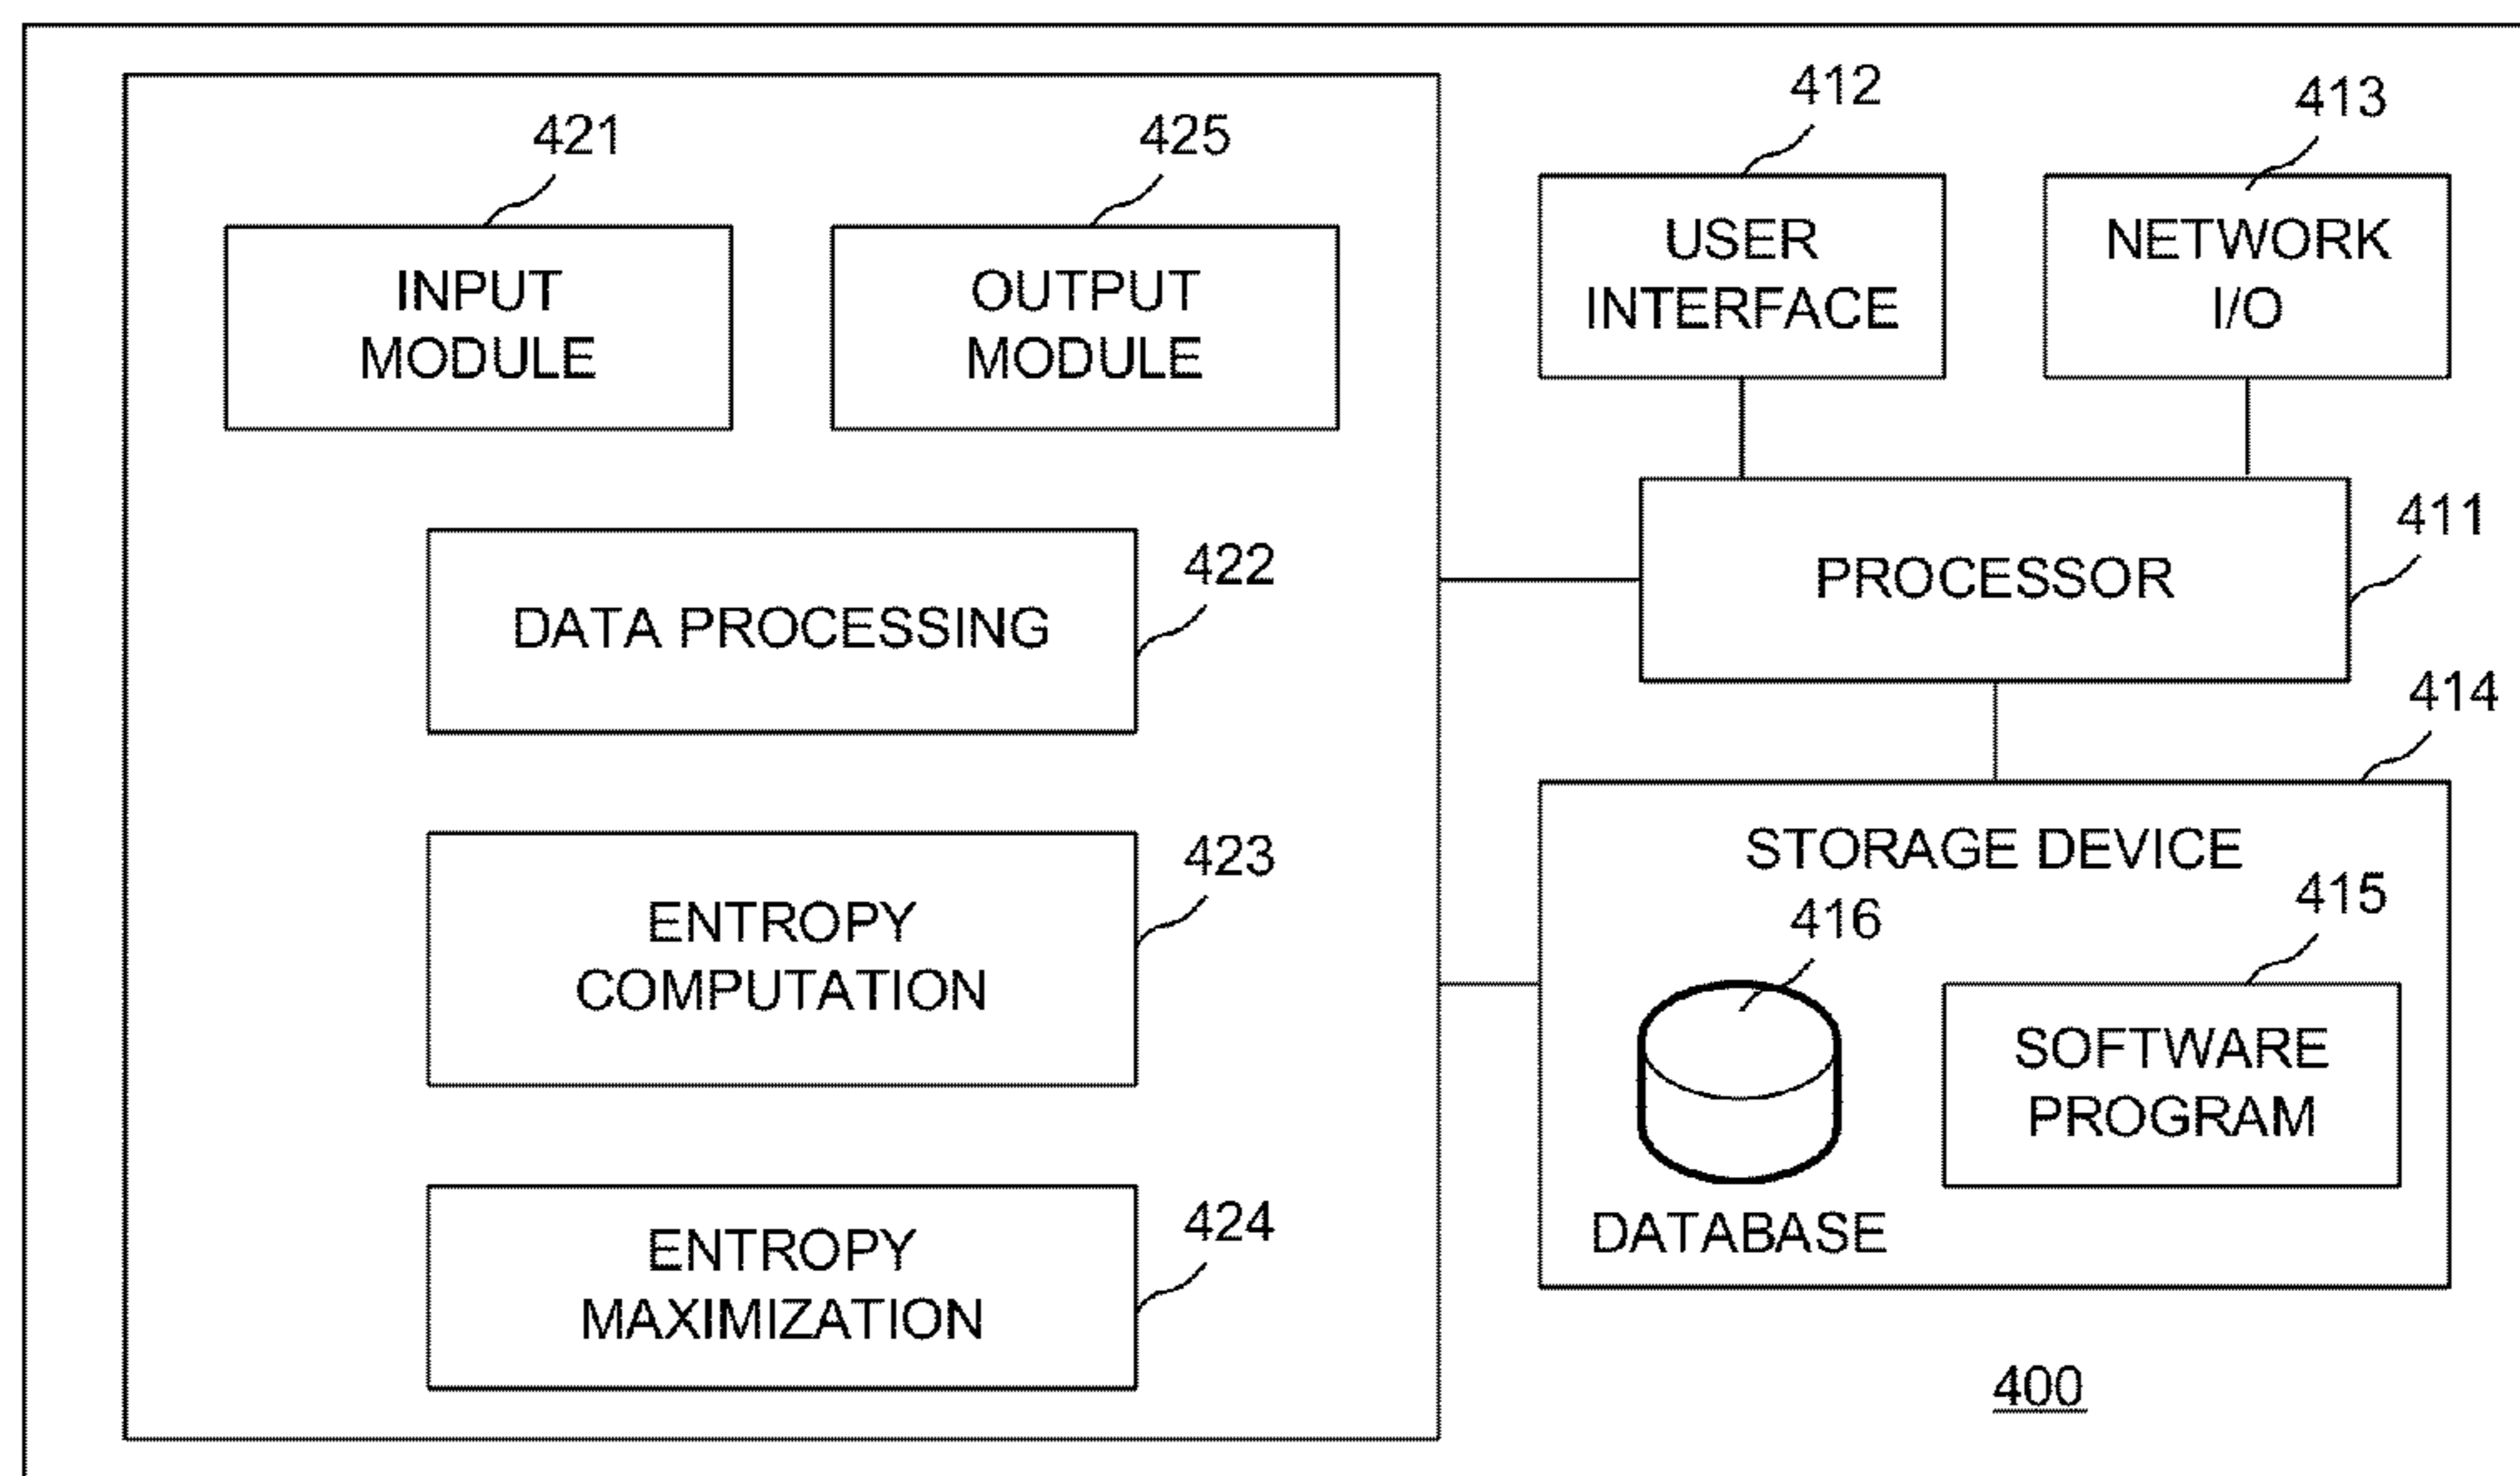 421
425
INPUT
MODULE
OUTPUT
MODULE
422
DATA PROCESSING
423
ENTROPY
COMPUTATION
424
ENTROPY
MAXIMIZATION
412
413
USER
INTERFACE
NETWORK
I/O
411
PROCESSOR
414
STORAGE DEVICE
416
415
DATABASE
SOFTWARE
PROGRAM
400